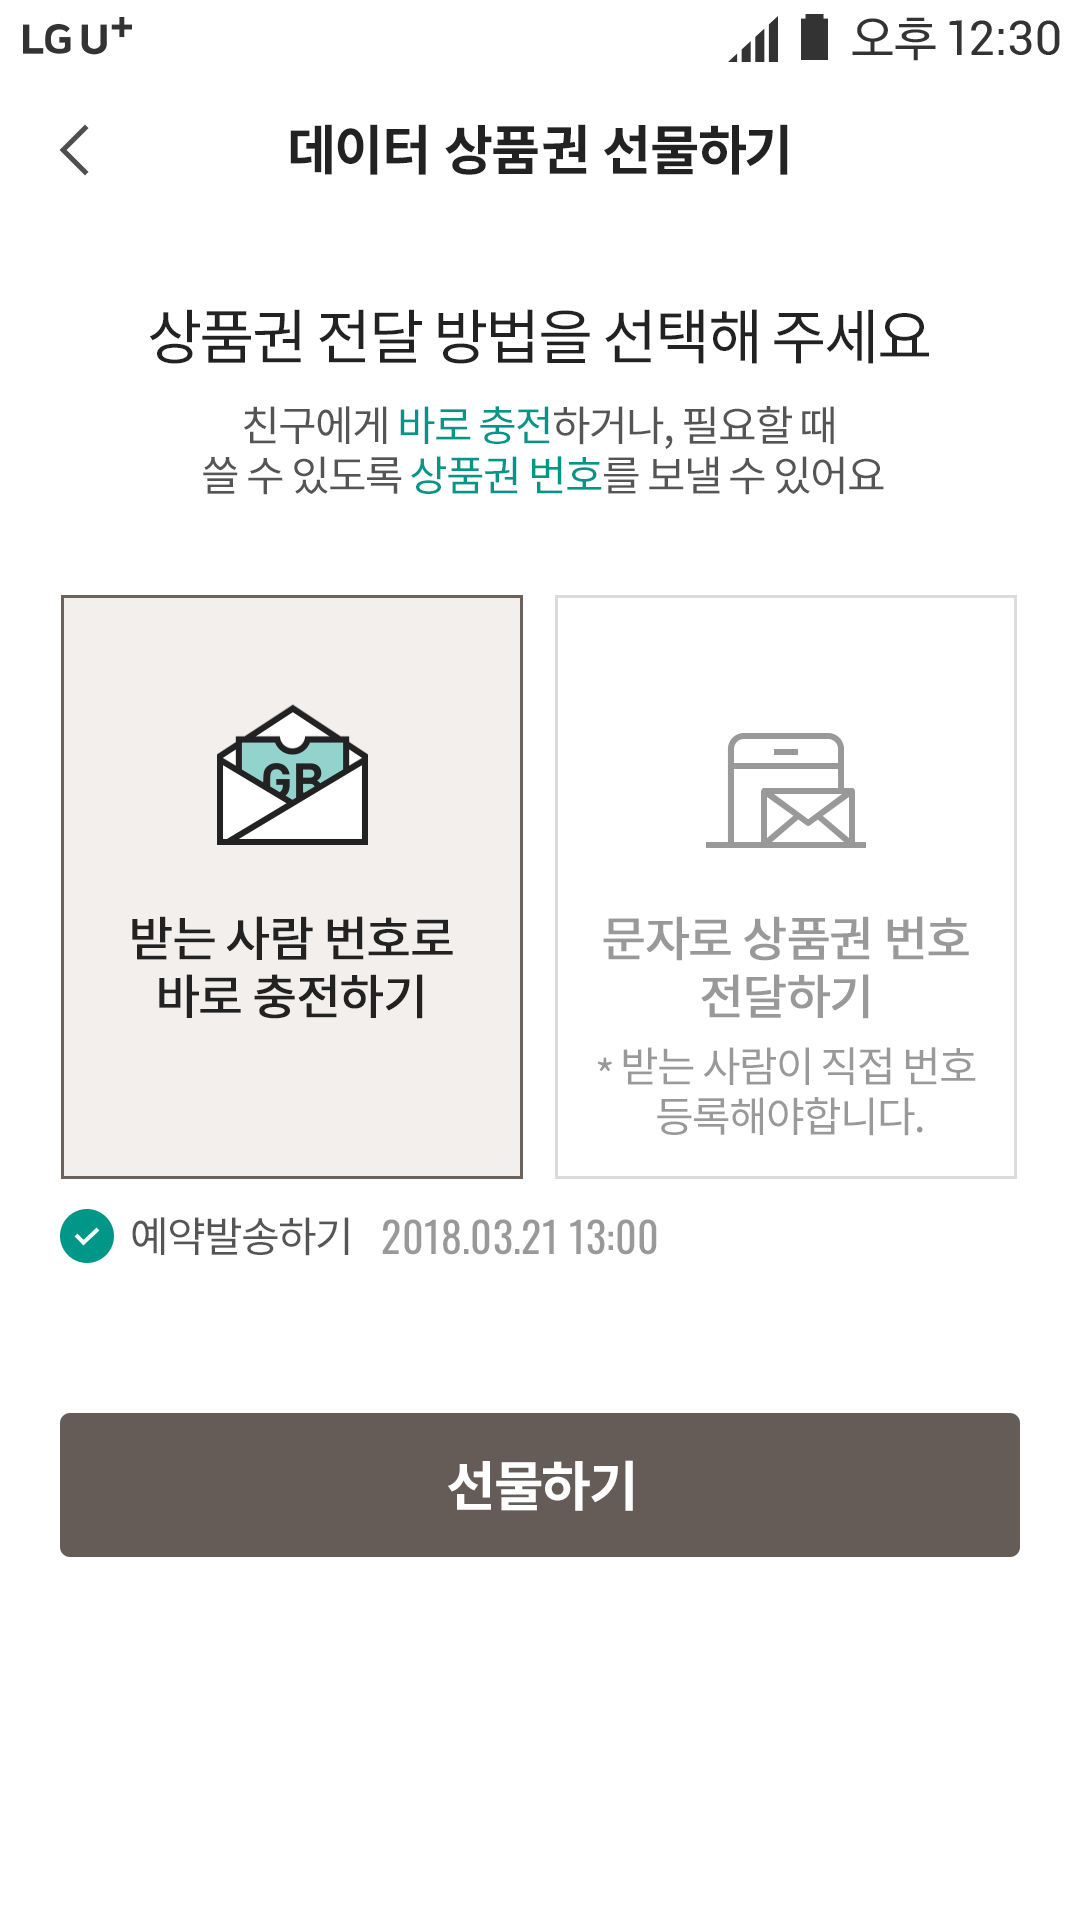 LG U+
오후 12:30
데이터 상품권 선물하기
상품권 전달 방법을 선택해 주세요
친구에게 바로 충전하거나, 필요할 때
쓸 수 있도록 상품권 번호를 보낼 수 있어요
GB
받는 사람 번호로
바로 충전하기
문자로 상품권 번호
전달하기
* 받는 사람이 직접 번호
등록해야합니다.
예약발송하기 2018.03.21 13:00
선물하기